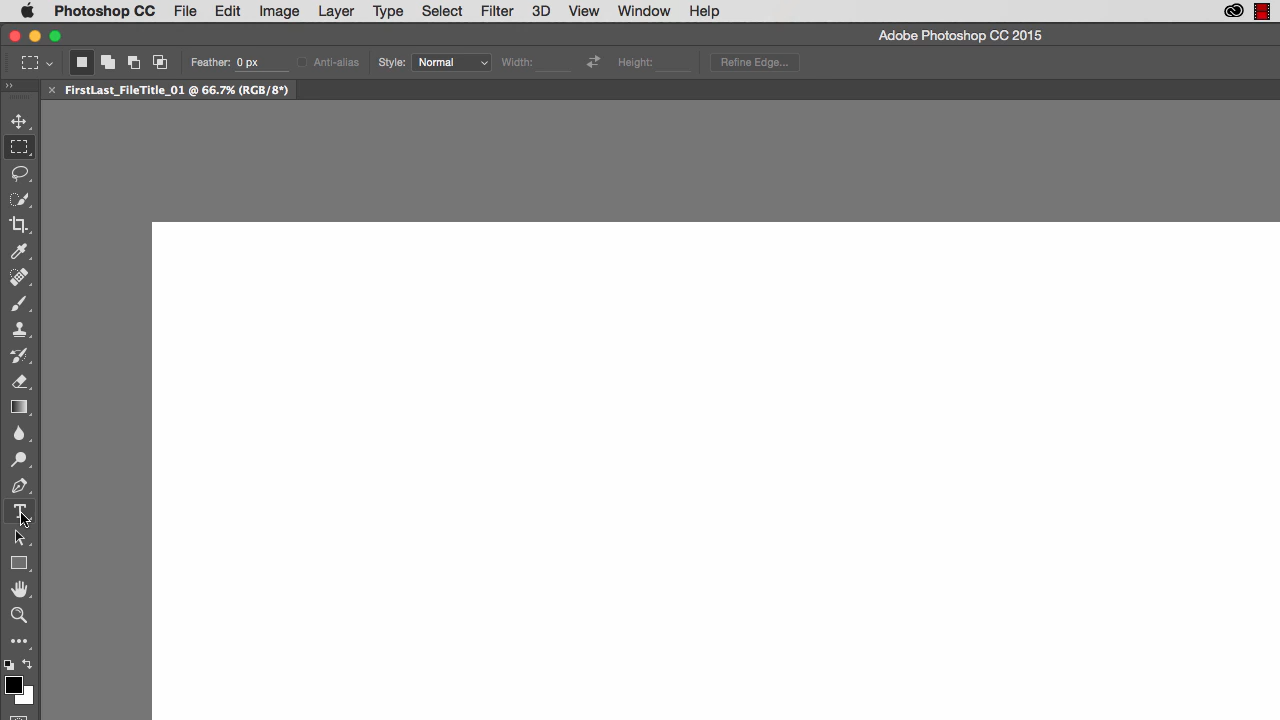 Photoshop CC File Edit Image Layer Type Select Filter 3D View Window Help
Adobe Photoshop CC 2015
Feather: 0 px Anti-alias Style: Normal Width: Height: Refine Edge...
FirstLast_FileTitle_01 @ 66.7% (RGB/8*)